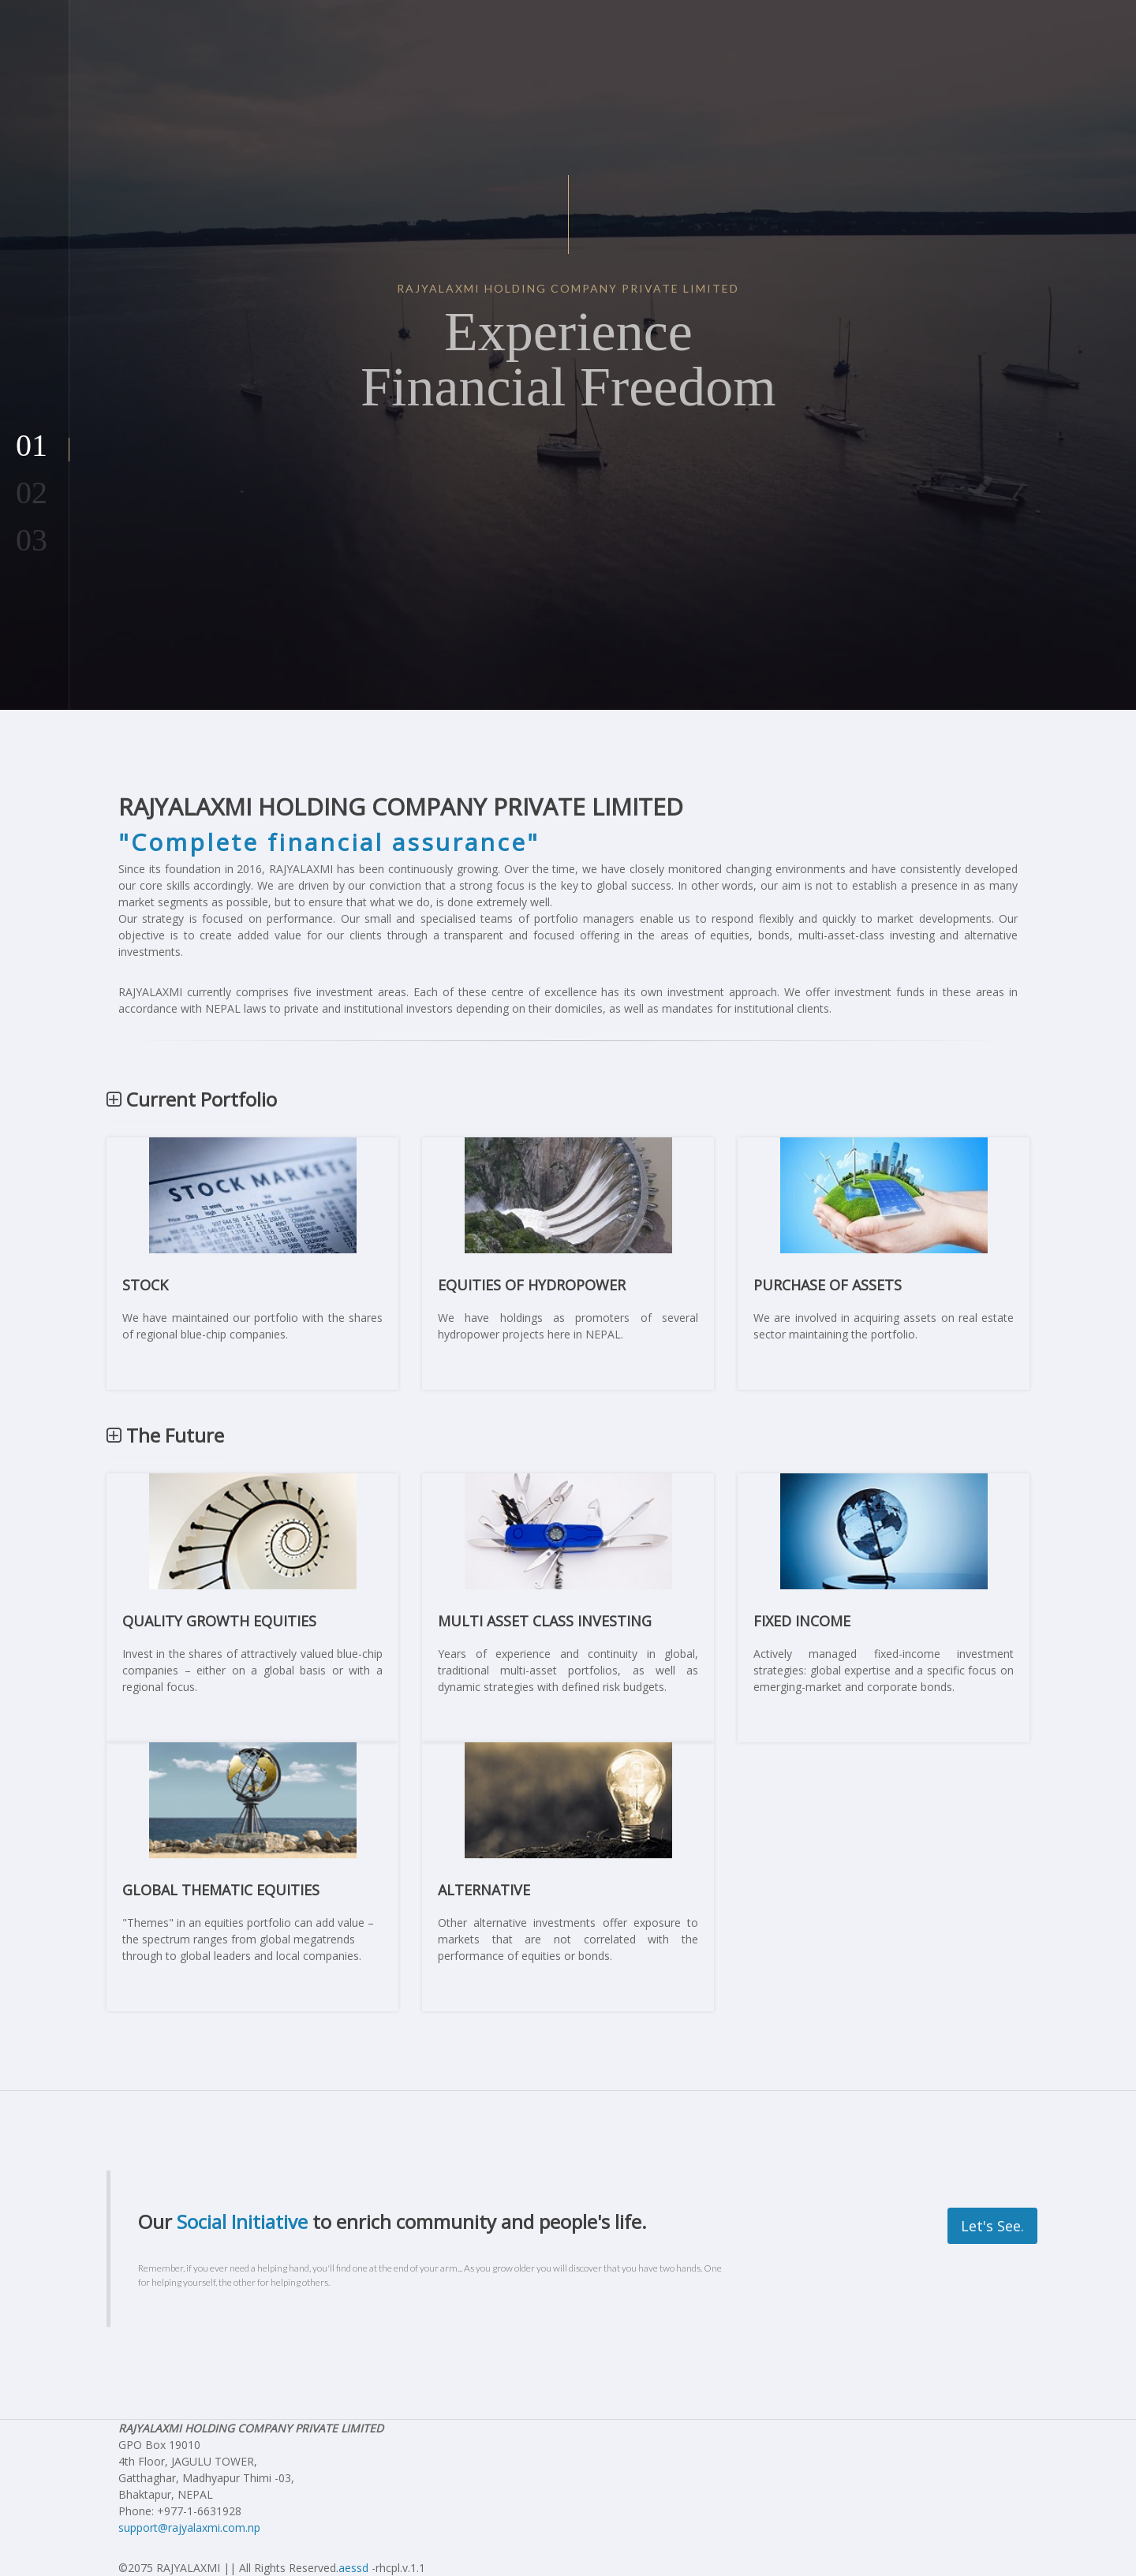 RAJYALAXMI HOLDING COMPANY PRIVATE LIMITED
Experience
Financial Freedom
01
02
03
RAJYALAXMI HOLDING COMPANY PRIVATE LIMITED
"Complete financial assurance"
Since its foundation in 2016, RAJYALAXMI has been continuously growing. Over the time, we have closely monitored changing environments and have consistently developed
our core skills accordingly. We are driven by our conviction that a strong focus is the key to global success. In other words, our aim is not to establish a presence in as many
market segments as possible, but to ensure that what we do, is done extremely well.
Our strategy is focused on performance. Our small and specialised teams of portfolio managers enable us to respond flexibly and quickly to market developments. Our
objective is to create added value for our clients through a transparent and focused offering in the areas of equities, bonds, multi-asset-class investing and alternative
investments.
RAJYALAXMI currently comprises five investment areas. Each of these centre of excellence has its own investment approach. We offer investment funds in these areas in
accordance with NEPAL laws to private and institutional investors depending on their domiciles, as well as mandates for institutional clients.
Current Portfolio
STOCK MARKETS
STOCK
We have maintained our portfolio with the shares
of regional blue-chip companies.
EQUITIES OF HYDROPOWER
We have holdings as promoters of several
hydropower projects here in NEPAL.
PURCHASE OF ASSETS
We are involved in acquiring assets on real estate
sector maintaining the portfolio.
The Future
QUALITY GROWTH EQUITIES
Invest in the shares of attractively valued blue-chip
companies – either on a global basis or with a
regional focus.
MULTI ASSET CLASS INVESTING
Years of experience and continuity in global,
traditional multi-asset portfolios, as well as
dynamic strategies with defined risk budgets.
FIXED INCOME
Actively managed fixed-income investment
strategies: global expertise and a specific focus on
emerging-market and corporate bonds.
GLOBAL THEMATIC EQUITIES
"Themes" in an equities portfolio can add value –
the spectrum ranges from global megatrends
through to global leaders and local companies.
ALTERNATIVE
Other alternative investments offer exposure to
markets that are not correlated with the
performance of equities or bonds.
Our Social Initiative to enrich community and people's life.
Let's See.
Remember, if you ever need a helping hand, you'll find one at the end of your arm... As you grow older you will discover that you have two hands. One
for helping yourself, the other for helping others.
RAJYALAXMI HOLDING COMPANY PRIVATE LIMITED
GPO Box 19010
4th Floor, JAGULU TOWER,
Gatthaghar, Madhyapur Thimi -03,
Bhaktapur, NEPAL
Phone: +977-1-6631928
support@rajyalaxmi.com.np
©2075 RAJYALAXMI || All Rights Reserved.aessd -rhcpl.v.1.1